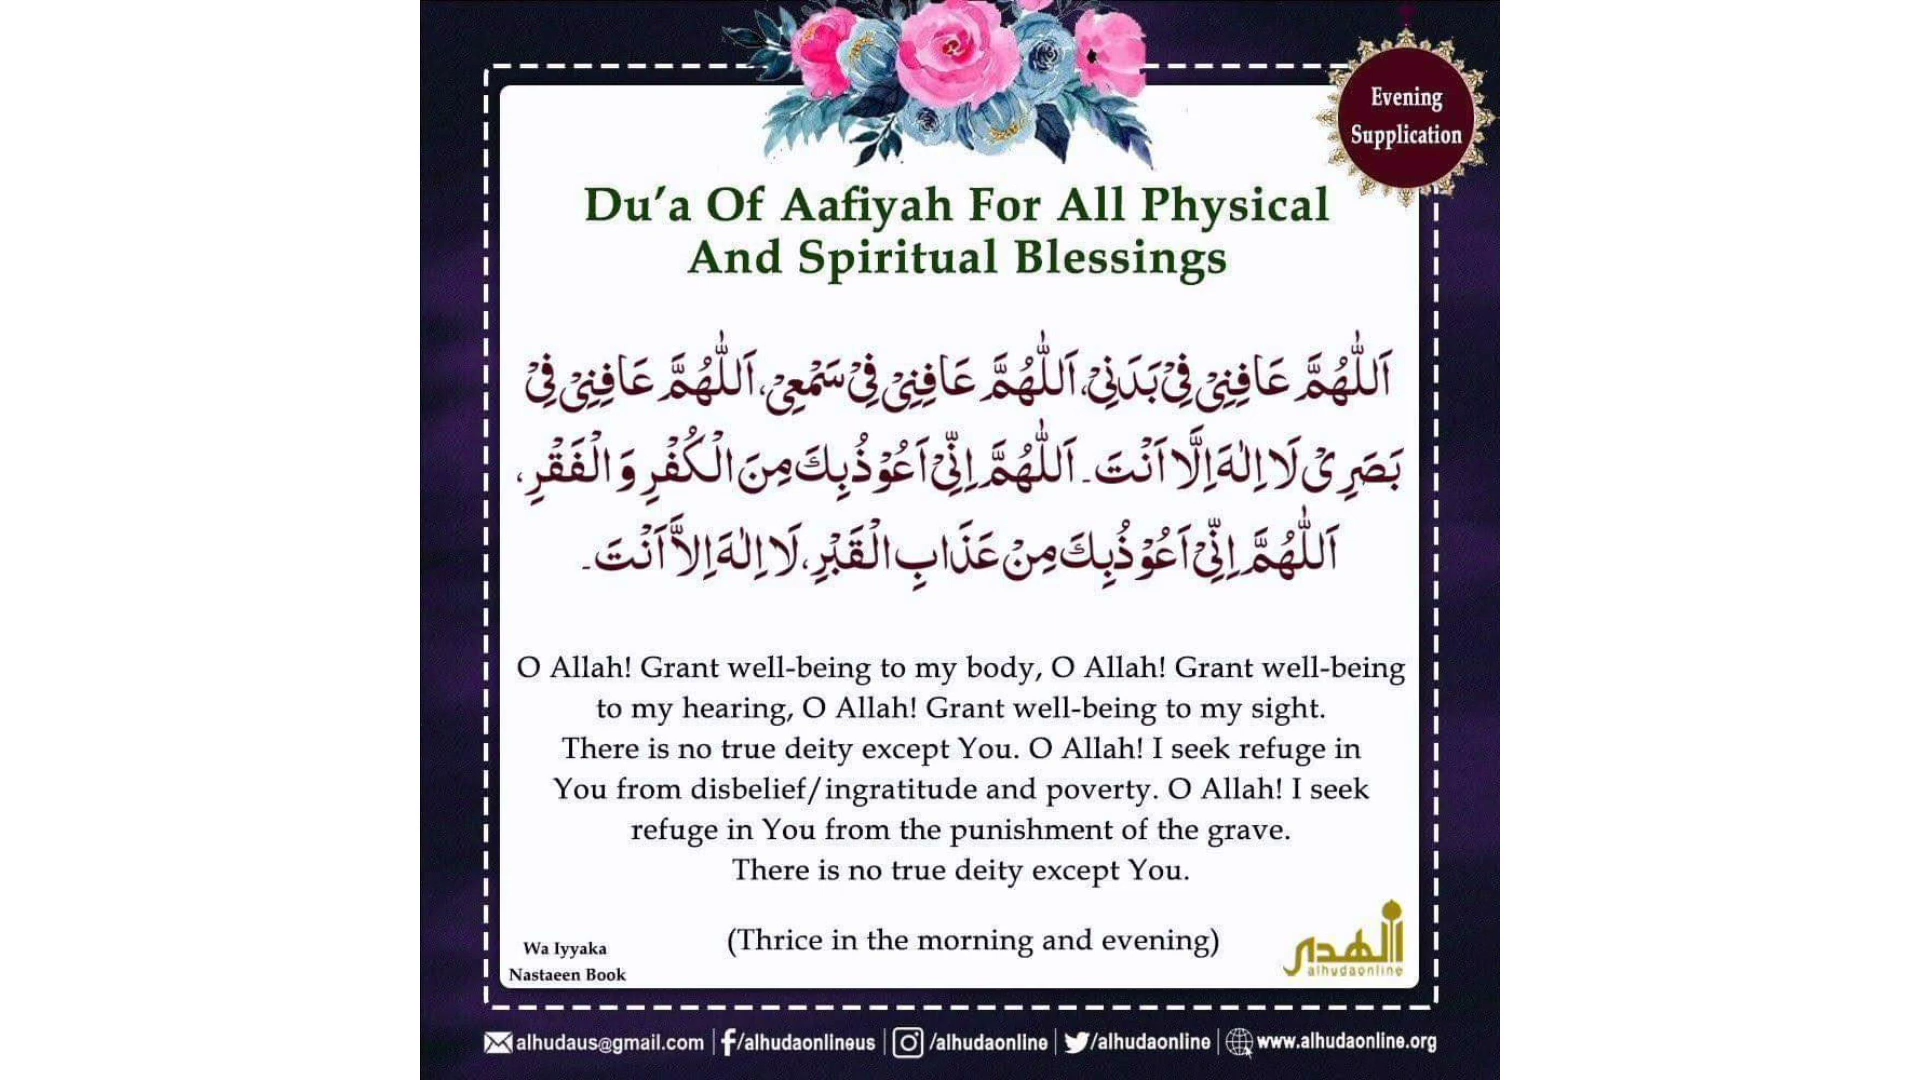 Evening
Supplication
Du’a Of Aafiyah For All Physical
And Spiritual Blessings
اَللّٰهُمَّ عَافِنِىْ فِىْ بَدَنِىْ، اَللّٰهُمَّ عَافِنِىْ فِىْ سَمْعِىْ، اَللّٰهُمَّ عَافِنِىْ فِىْ
بَصَرِىْ لَا اِلٰهَ اِلَّا اَنْتَ۔ اَللّٰهُمَّ اِنِّىْ اَعُوْذُ بِكَ مِنَ الْكُفْرِ وَ الْفَقْرِ،
اَللّٰهُمَّ اِنِّىْ اَعُوْذُ بِكَ مِنْ عَذَابِ الْقَبْرِ، لَا اِلٰهَ اِلاَّ اَنْتَ۔
O Allah! Grant well-being to my body, O Allah! Grant well-being
to my hearing, O Allah! Grant well-being to my sight.
There is no true deity except You. O Allah! I seek refuge in
You from disbelief/ingratitude and poverty. O Allah! I seek
refuge in You from the punishment of the grave.
There is no true deity except You.
(Thrice in the morning and evening)
Wa Iyyaka
Nastaeen Book
الهدى
alhudaonline
alhudaus@gmail.com | /alhudaonlineus | /alhudaonline | /alhudaonline | www.alhudaonline.org